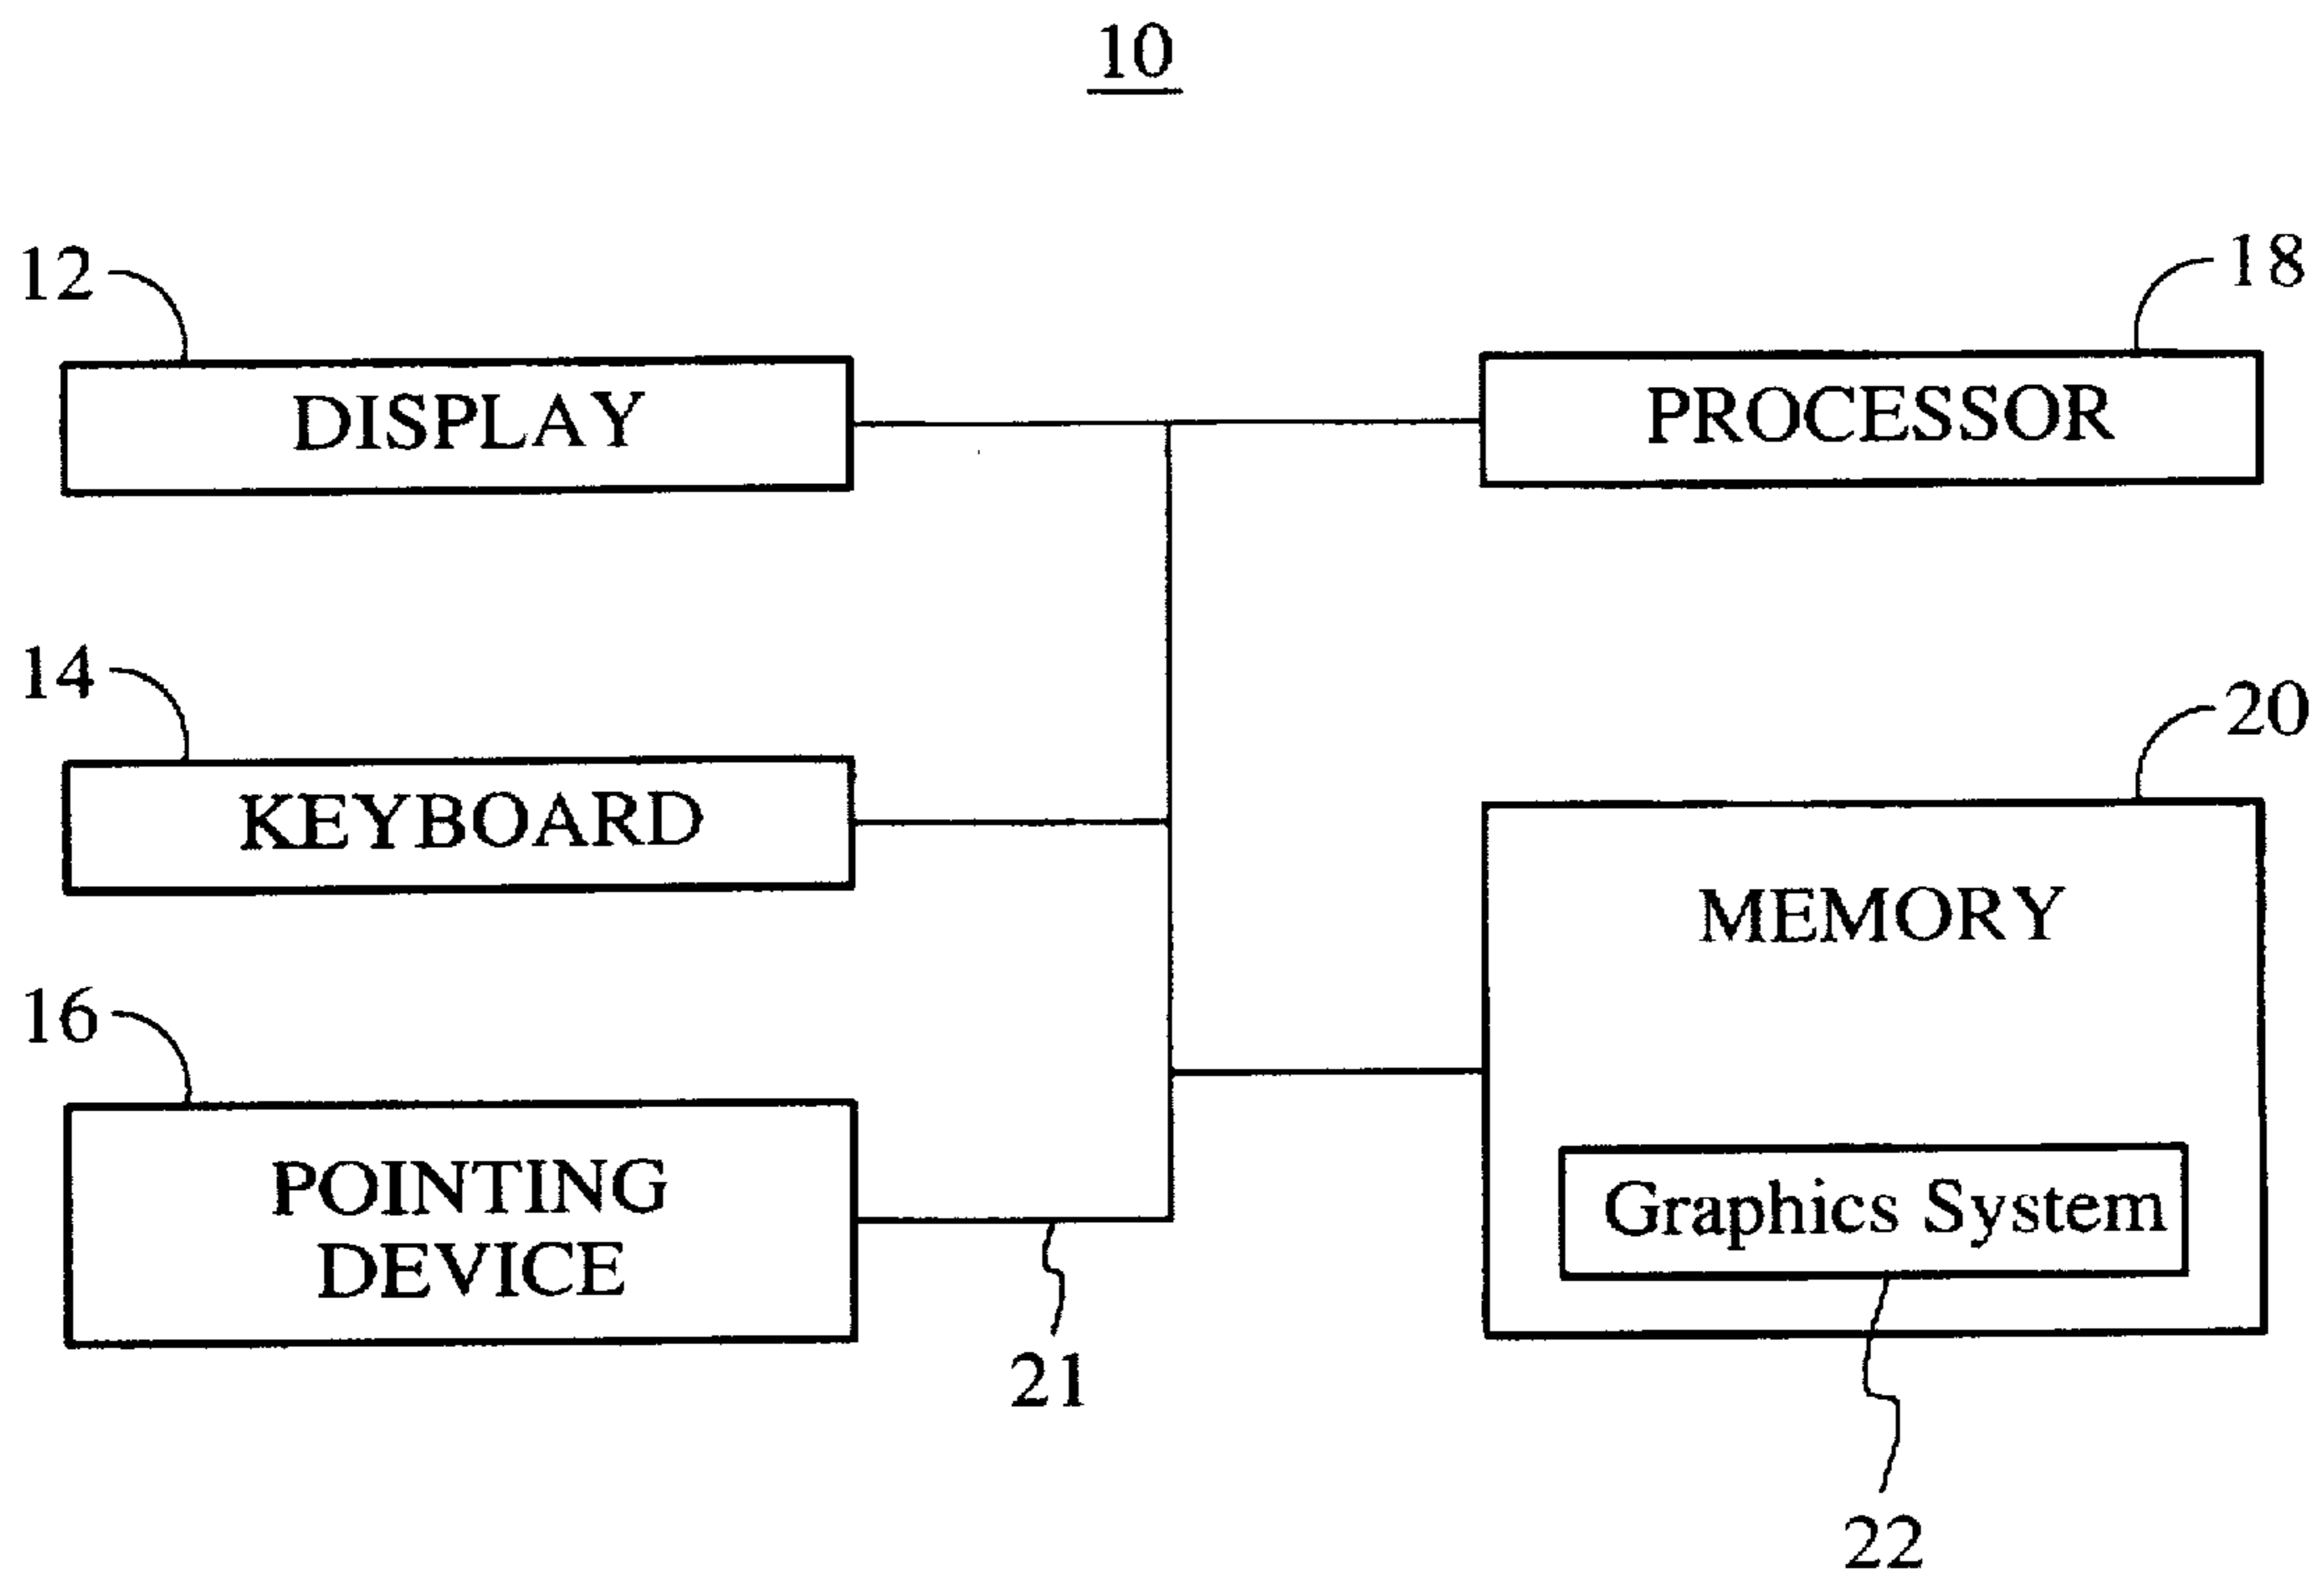 10
12
18
DISPLAY
PROCESSOR
14
20
KEYBOARD
MEMORY
16
POINTING
DEVICE
Graphics System
21
22